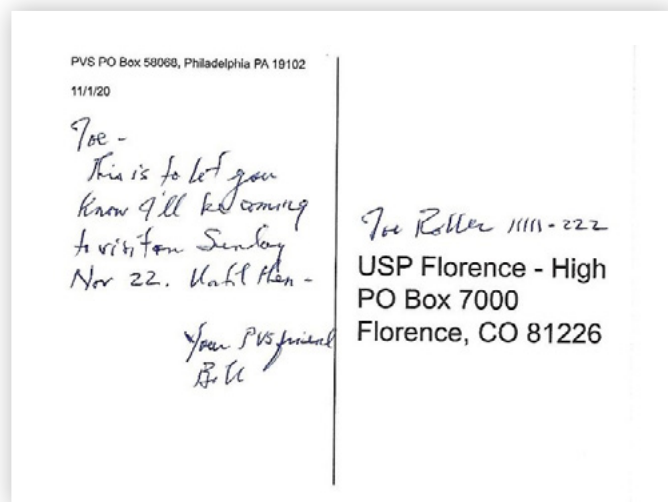 PVS PO Box 58068, Philadelphia PA 19102
11/1/20
Joe -
This is to let you
know I'll be coming
to visit on Sunday
Nov 22. Until then -
Your PVS friend
Bill
Joe Roller 11111-222
USP Florence - High
PO Box 7000
Florence, CO 81226